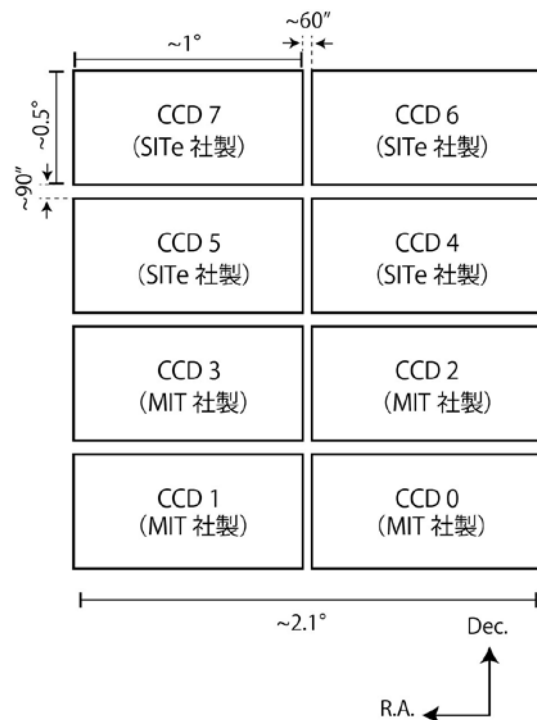 ~60″
~1°
~0.5°
~90″
CCD 7
(SITe 社製)
CCD 6
(SITe 社製)
CCD 5
(SITe 社製)
CCD 4
(SITe 社製)
CCD 3
(MIT 社製)
CCD 2
(MIT 社製)
CCD 1
(MIT 社製)
CCD 0
(MIT 社製)
~2.1°
Dec.
R.A.